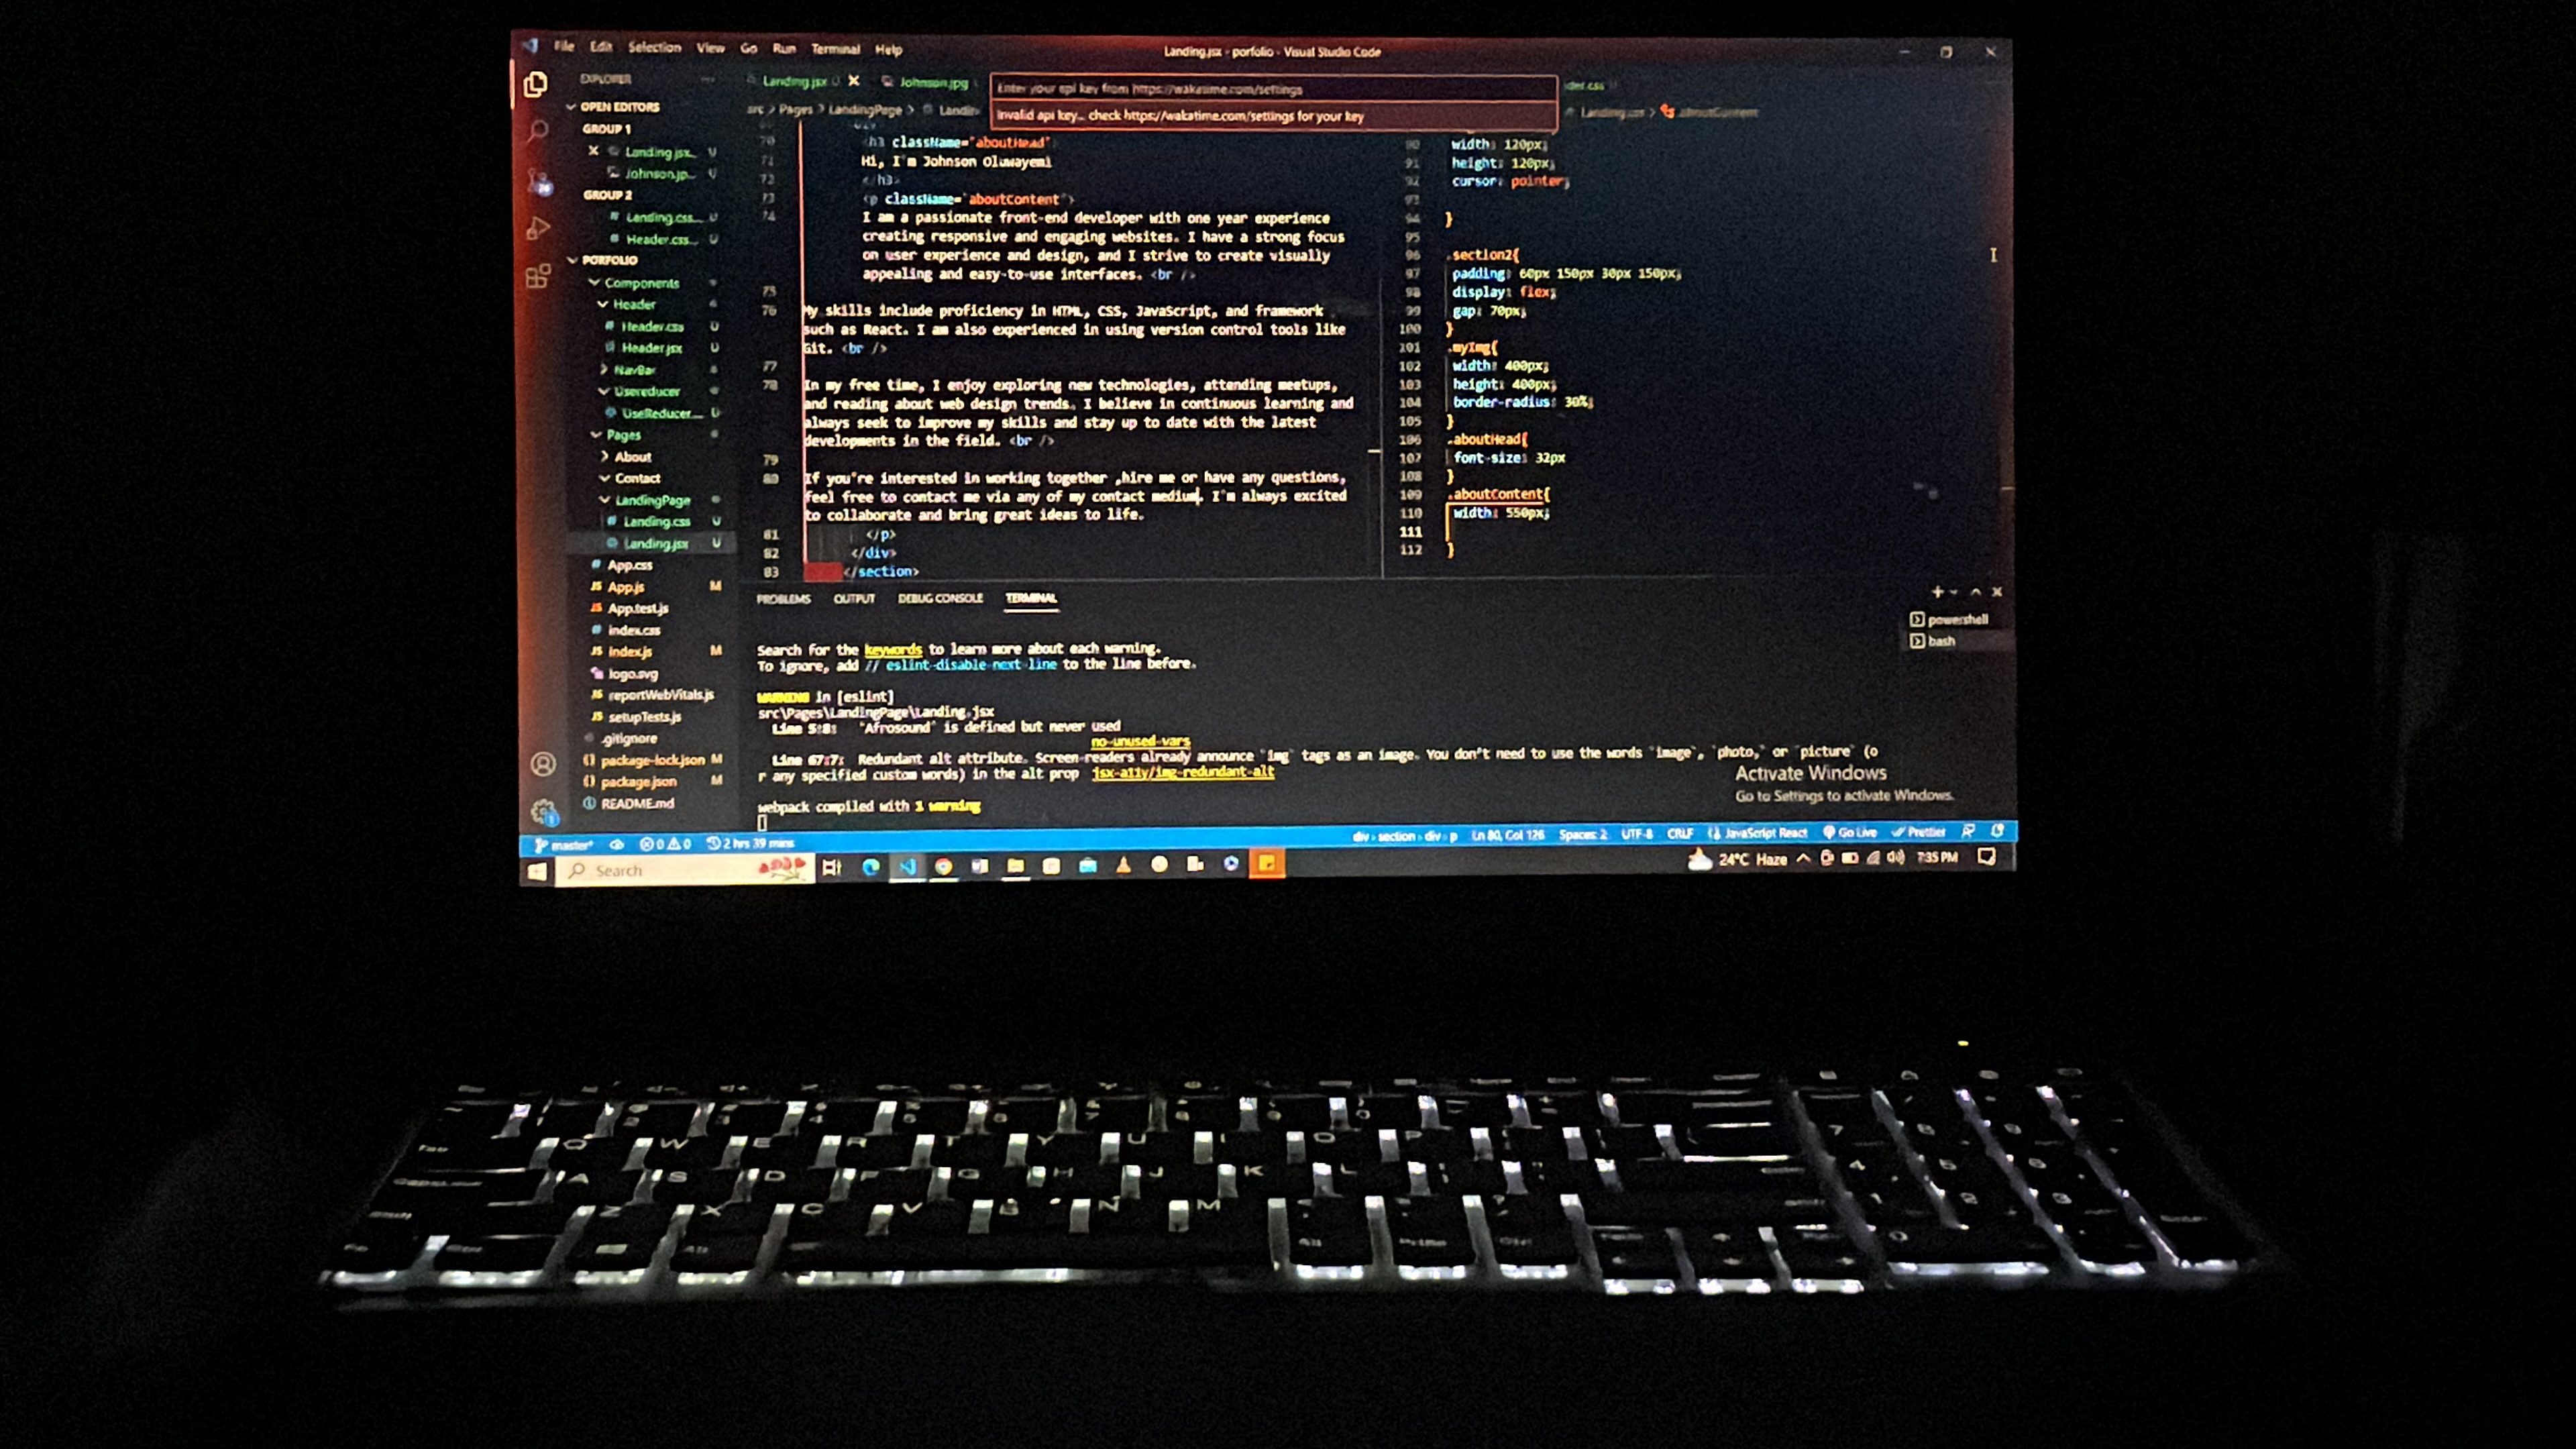 File Edit Selection View Go Run Terminal Help
Landing.jsx - porfolio - Visual Studio Code
EXPLORER
OPEN EDITORS
GROUP 1
Landing.jsx... U
Johnson.jp... U
GROUP 2
Landing.css... U
Header.css... U
PORFOLIO
Components
Header
Header.css U
Header.jsx U
NavBar
Usereducer
UseReducer... U
Pages
About
Contact
LandingPage
Landing.css U
Landing.jsx U
App.css
JS App.js M
JS App.test.js
index.css
JS index.js M
logo.svg
JS reportWebVitals.js
JS setupTests.js
.gitignore
{} package-lock.json M
{} package.json M
README.md
Landing.jsx U
Johnson.jpg
der.css U
src > Pages > LandingPage > Landin
Enter your api key from https://wakatime.com/settings
Invalid api key... check https://wakatime.com/settings for your key
Landing.css > .aboutContent
70 <h3 className="aboutHead">
71 Hi, I'm Johnson Oluwayemi
72 </h3>
73 <p className="aboutContent">
74 I am a passionate front-end developer with one year experience
creating responsive and engaging websites. I have a strong focus
on user experience and design, and I strive to create visually
appealing and easy-to-use interfaces. <br />
75
76 My skills include proficiency in HTML, CSS, JavaScript, and framework
such as React. I am also experienced in using version control tools like
Git. <br />
77
78 In my free time, I enjoy exploring new technologies, attending meetups,
and reading about web design trends. I believe in continuous learning and
always seek to improve my skills and stay up to date with the latest
developments in the field. <br />
79
80 If you're interested in working together ,hire me or have any questions,
feel free to contact me via any of my contact medium. I'm always excited
to collaborate and bring great ideas to life.
81 </p>
82 </div>
83 </section>
90 width: 120px;
91 height: 120px;
92 cursor: pointer;
93
94 }
95
96 .section2{
97 padding: 60px 150px 30px 150px;
98 display: flex;
99 gap: 70px;
100 }
101 .myImg{
102 width: 400px;
103 height: 400px;
104 border-radius: 30%;
105 }
106 .aboutHead{
107 font-size: 32px
108 }
109 .aboutContent{
110 width: 550px;
111
112 }
PROBLEMS OUTPUT DEBUG CONSOLE TERMINAL
powershell
bash
Search for the keywords to learn more about each warning.
To ignore, add // eslint-disable-next-line to the line before.
WARNING in [eslint]
src\Pages\LandingPage\Landing.jsx
Line 5:8: 'Afrosound' is defined but never used
no-unused-vars
Line 67:7: Redundant alt attribute. Screen-readers already announce `img` tags as an image. You don't need to use the words `image`, `photo,` or `picture` (o
r any specified custom words) in the alt prop jsx-a11y/img-redundant-alt
webpack compiled with 1 warning
Activate Windows
Go to Settings to activate Windows.
master* 0 0 2 hrs 39 mins
div > section > div > p Ln 80, Col 126 Spaces: 2 UTF-8 CRLF JavaScript React Go Live Prettier
Search
24°C Haze 7:35 PM
Q W E R T Y U I O P
A S D F G H J K L
Z X C V B N M